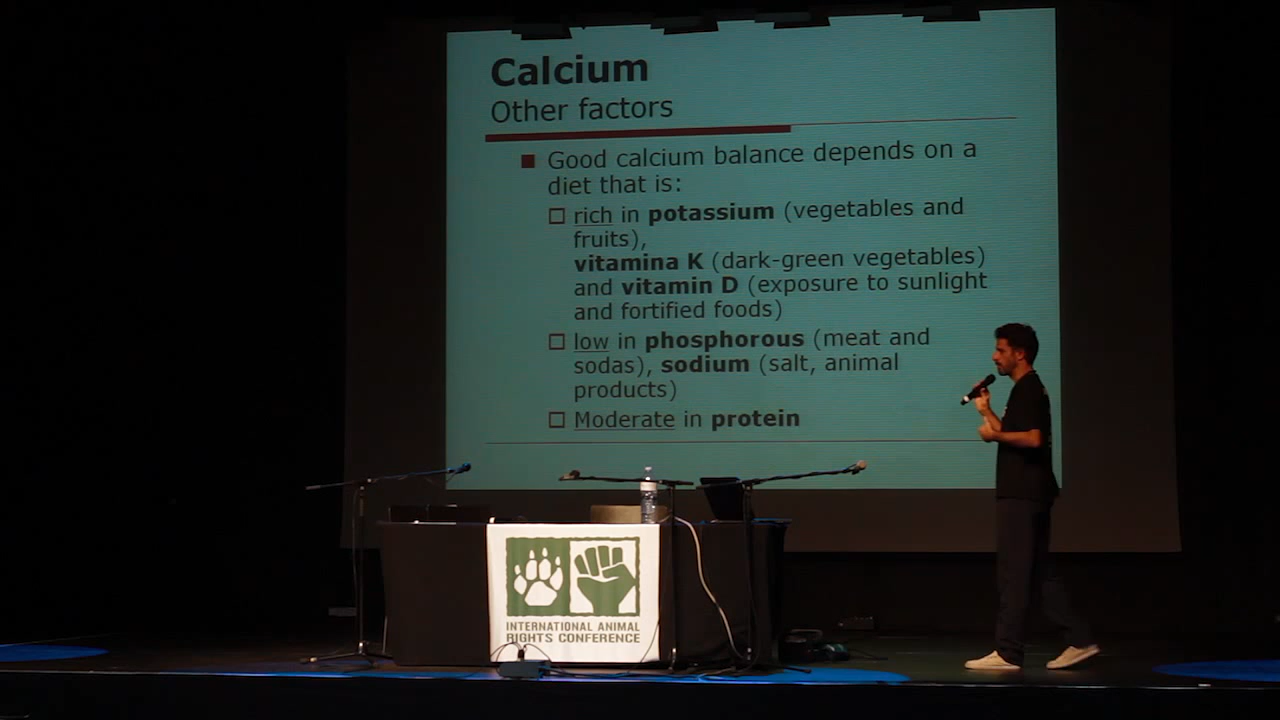 Calcium
Other factors
Good calcium balance depends on a
diet that is:
rich in potassium (vegetables and
fruits),
vitamina K (dark-green vegetables)
and vitamin D (exposure to sunlight
and fortified foods)
low in phosphorous (meat and
sodas), sodium (salt, animal
products)
Moderate in protein
INTERNATIONAL ANIMAL
RIGHTS CONFERENCE